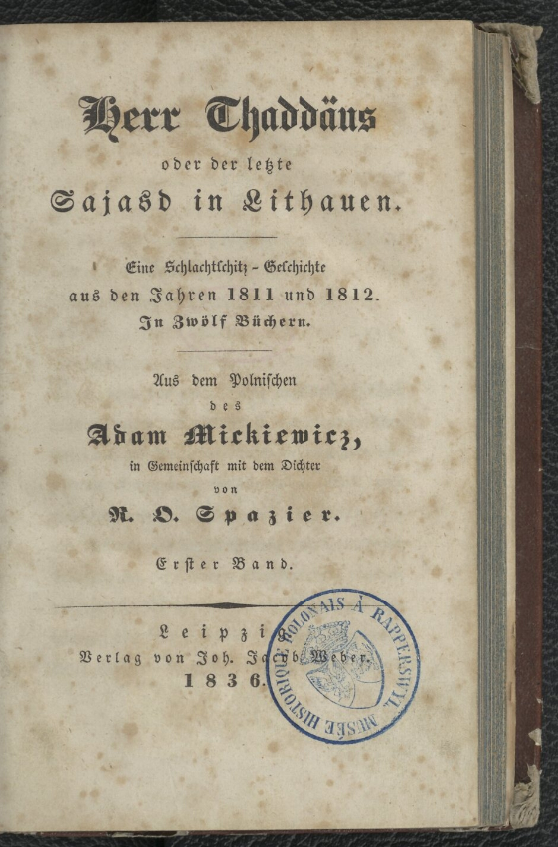 Herr Thaddäus
oder der letzte
Sajasd in Lithauen.
Eine Schlachtschitz-Geschichte
aus den Jahren 1811 und 1812.
In Zwölf Büchern.
Aus dem Polnischen
des
Adam Mickiewicz,
in Gemeinschaft mit dem Dichter
von
R. O. Spazier.
Erster Band.
Leipzig
Verlag von Joh. Jacob Weber.
1836.
MUSÉE HISTORIQUE POLONAIS À RAPPERSWIL